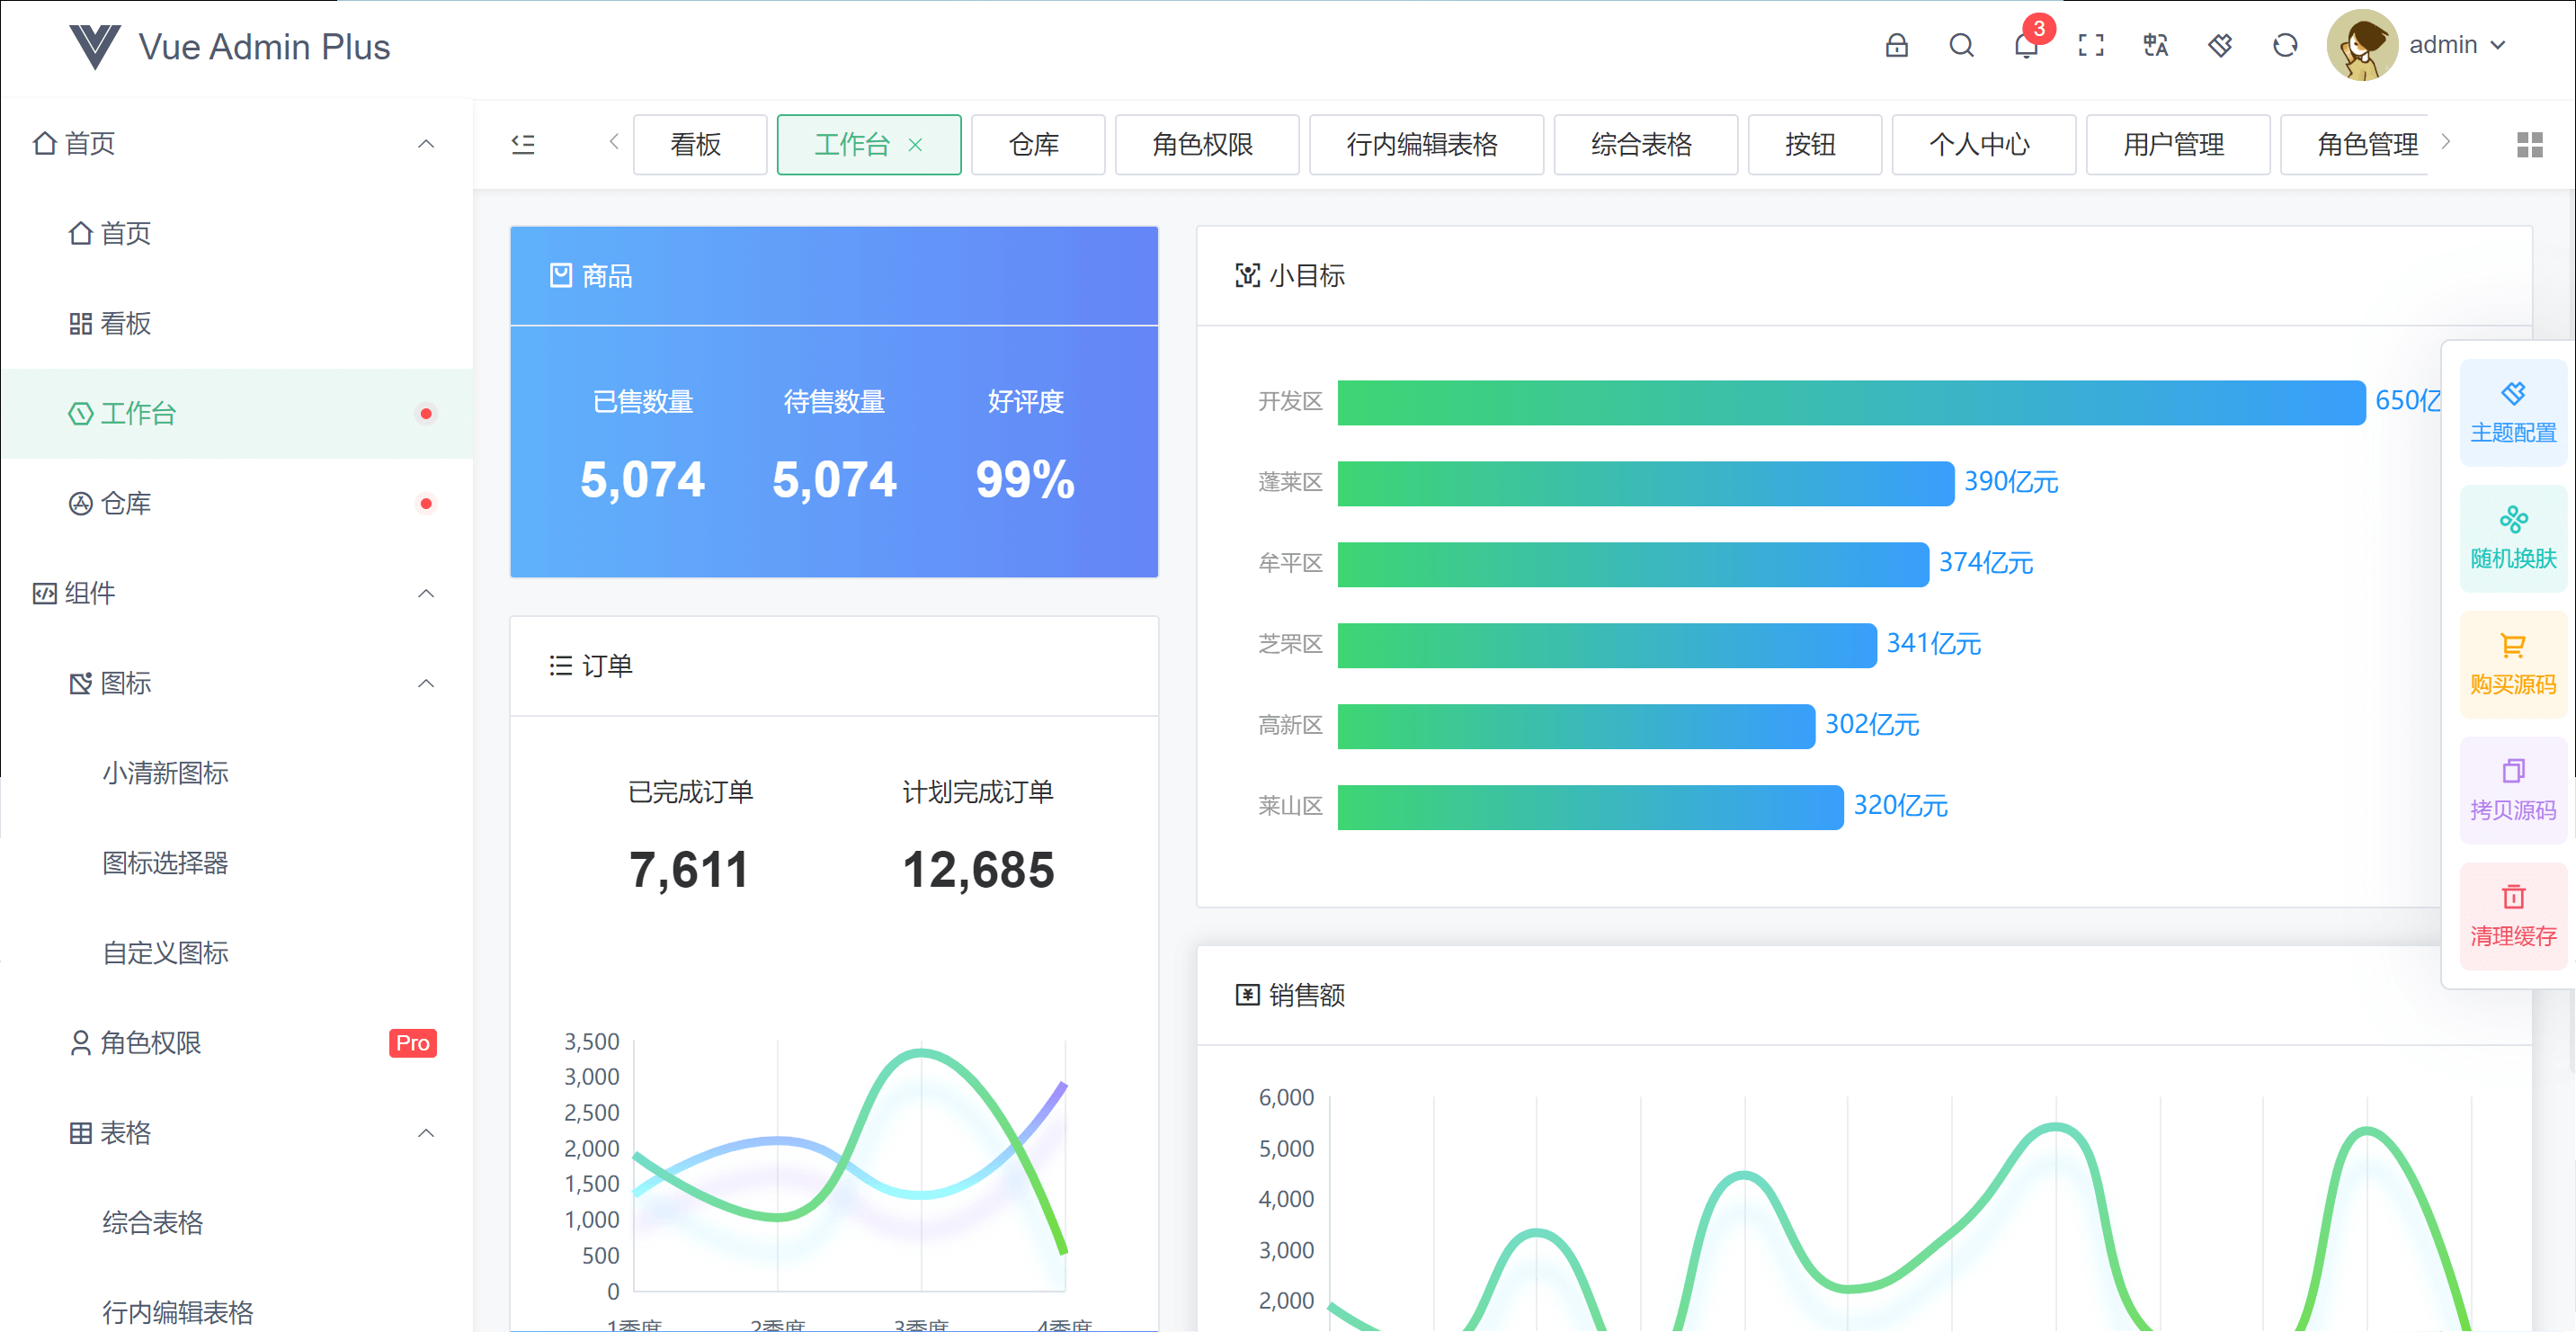 Vue Admin Plus
3
admin
首页
首页
看板
工作台
仓库
组件
图标
小清新图标
图标选择器
自定义图标
角色权限 Pro
表格
综合表格
行内编辑表格
看板 工作台 仓库 角色权限 行内编辑表格 综合表格 按钮 个人中心 用户管理 角色管理
商品
已售数量 待售数量 好评度
5,074 5,074 99%
订单
已完成订单 计划完成订单
7,611 12,685
3,500
3,000
2,500
2,000
1,500
1,000
500
0
1季度 2季度 3季度 4季度
小目标
开发区 650亿
蓬莱区 390亿元
牟平区 374亿元
芝罘区 341亿元
高新区 302亿元
莱山区 320亿元
销售额
6,000
5,000
4,000
3,000
2,000
主题配置
随机换肤
购买源码
拷贝源码
清理缓存